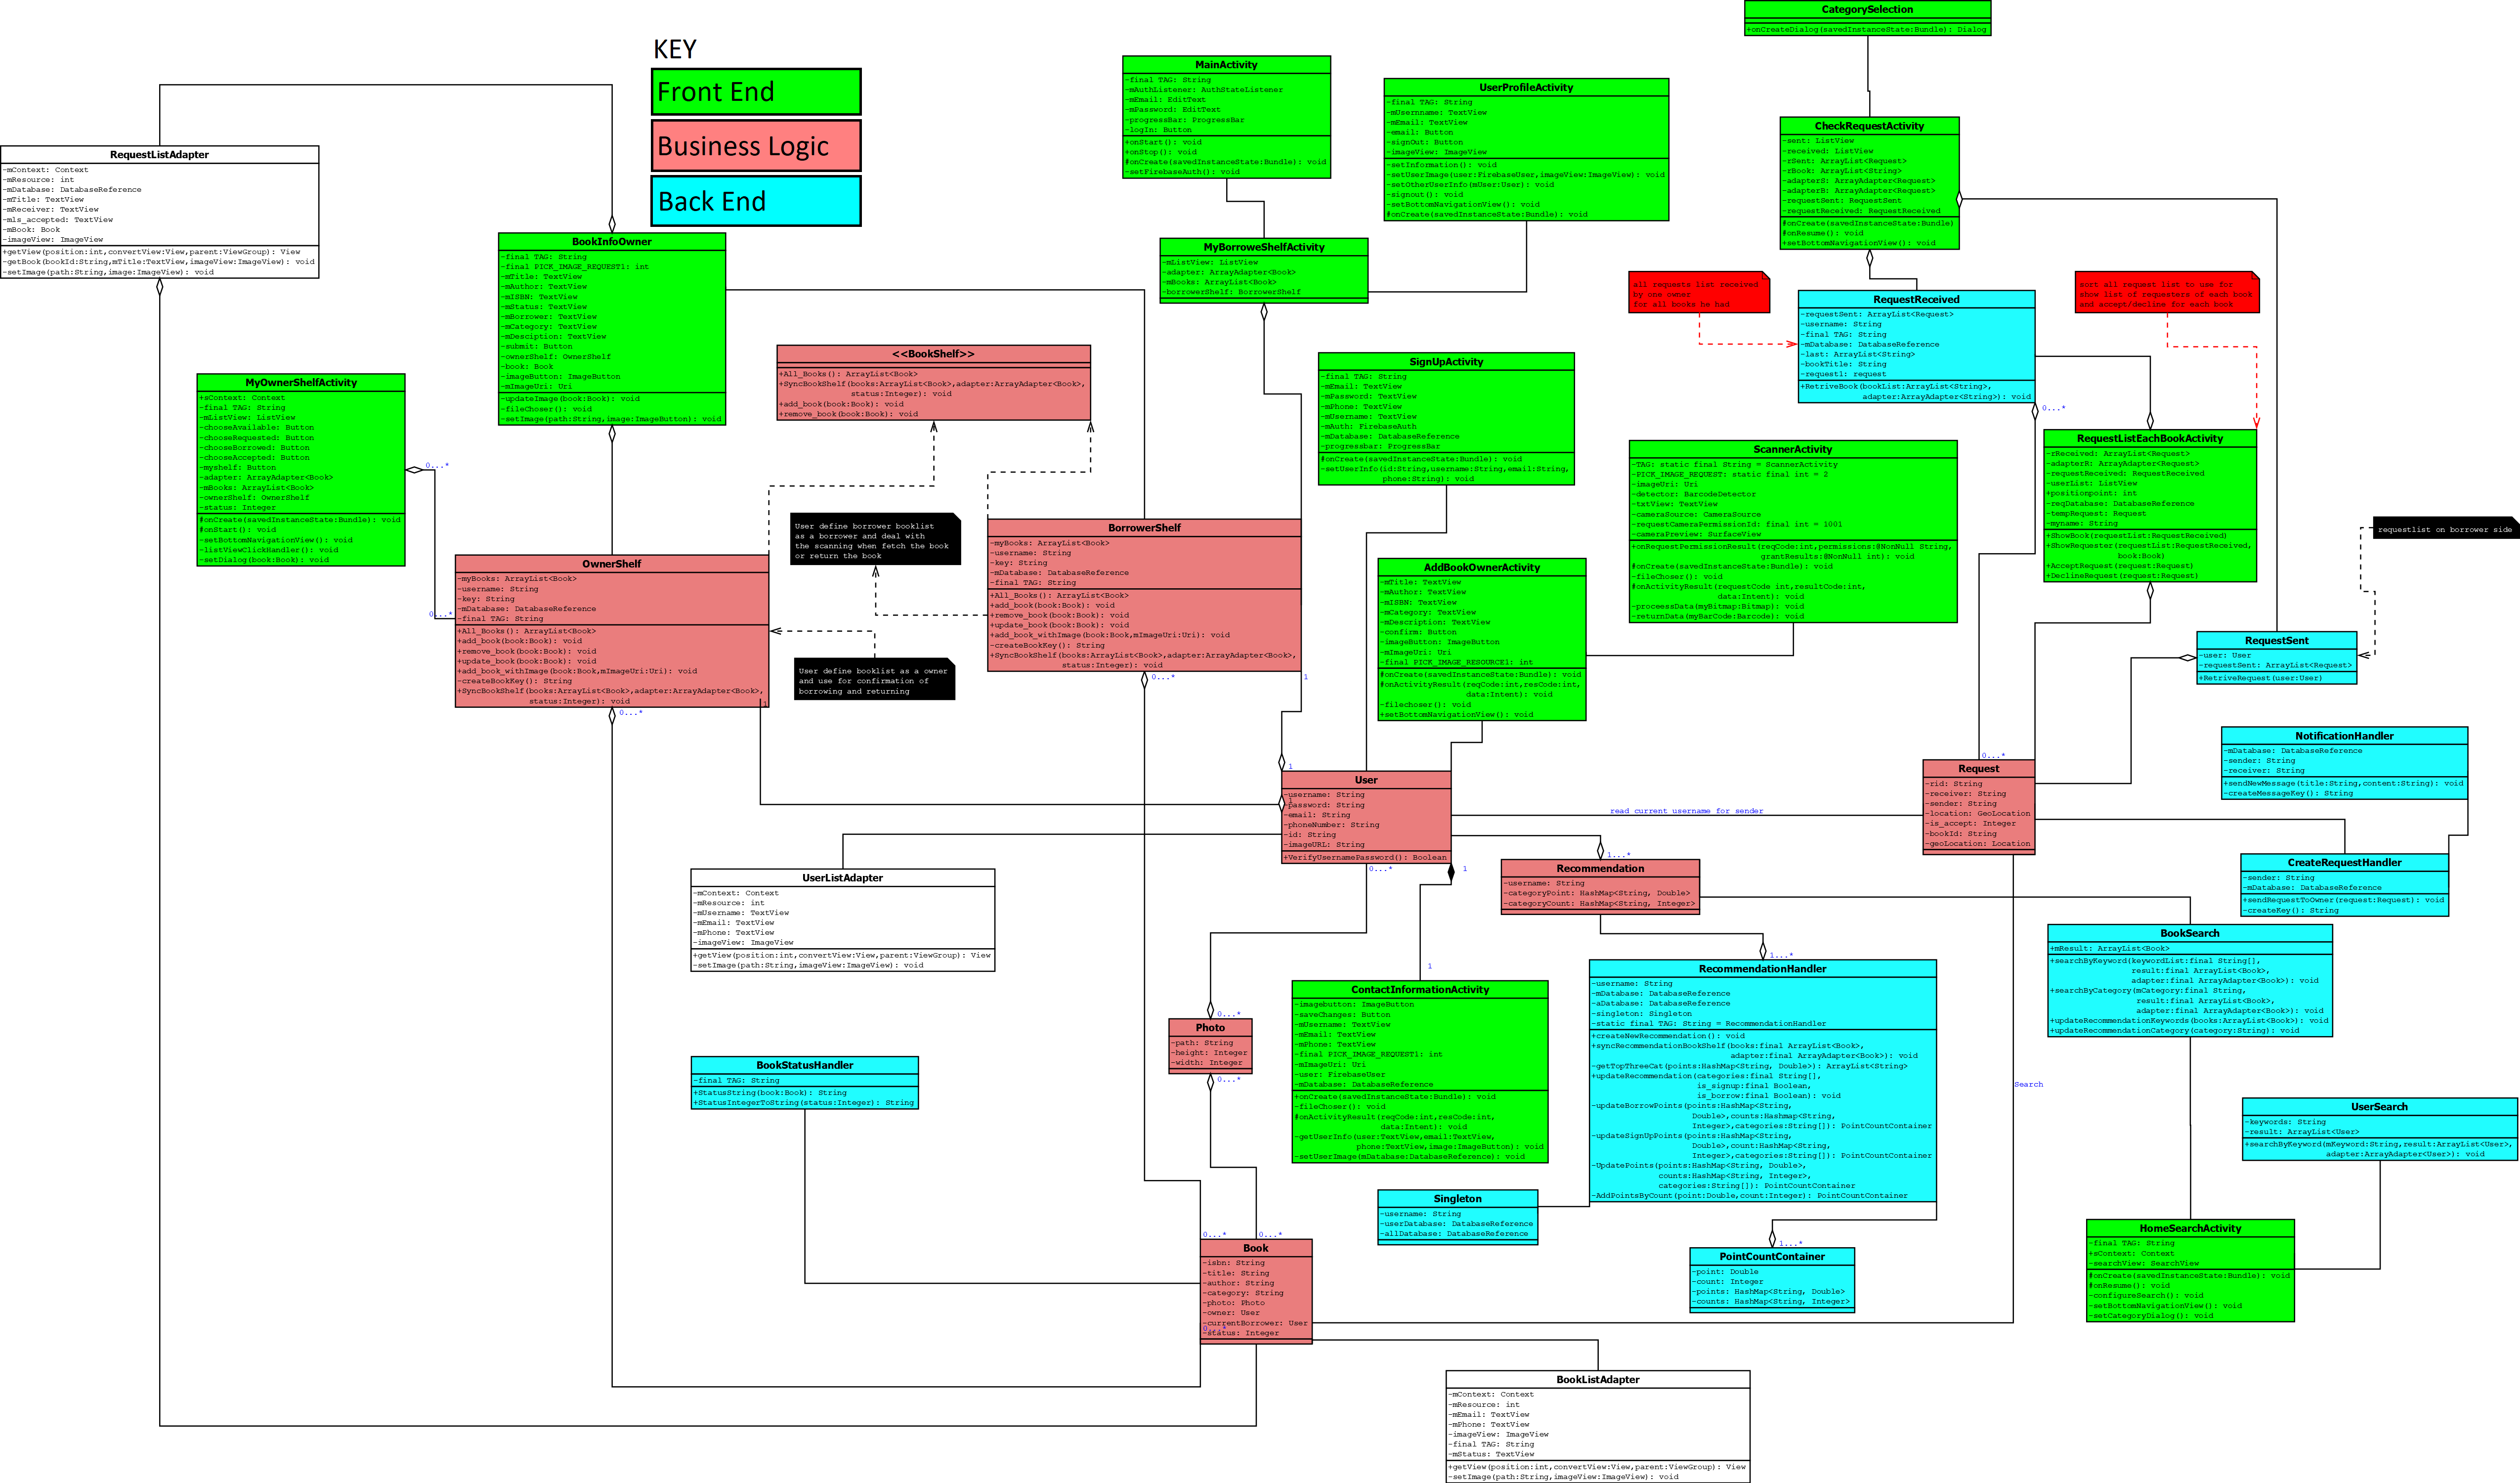 KEY
Front End
Business Logic
Back End
CategorySelection
+onCreateDialog(savedInstanceState:Bundle): Dialog
MainActivity
-final TAG: String
-mAuthListener: AuthStateListener
-mEmail: EditText
-mPassword: EditText
-progressBar: ProgressBar
-logIn: Button
+onStart(): void
+onStop(): void
#onCreate(savedInstanceState:Bundle): void
-setFirebaseAuth(): void
UserProfileActivity
-final TAG: String
-mUsernname: TextView
-mEmail: TextView
-email: Button
-signOut: Button
-imageView: ImageView
-setInformation(): void
-setUserImage(user:FirebaseUser,imageView:ImageView): void
-setOtherUserInfo(mUser:User): void
-signout(): void
-setBottomNavigationView(): void
#onCreate(savedInstanceState:Bundle): void
CheckRequestActivity
-sent: ListView
-received: ListView
-rSent: ArrayList<Request>
-rBook: ArrayList<String>
-adapterS: ArrayAdapter<Request>
-adapterB: ArrayAdapter<Request>
-requestSent: RequestSent
-requestReceived: RequestReceived
#onCreate(savedInstanceState:Bundle)
#onResume(): void
+setBottomNavigationView(): void
RequestListAdapter
-mContext: Context
-mResource: int
-mDatabase: DatabaseReference
-mTitle: TextView
-mReceiver: TextView
-mls_accepted: TextView
-mBook: Book
-imageView: ImageView
+getView(position:int,convertView:View,parent:ViewGroup): View
-getBook(bookId:String,mTitle:TextView,imageView:ImageView): void
-setImage(path:String,image:ImageView): void
BookInfoOwner
-final TAG: String
-final PICK_IMAGE_REQUEST1: int
-mTitle: TextView
-mAuthor: TextView
-mISBN: TextView
-mStatus: TextView
-mBorrower: TextView
-mCategory: TextView
-mDesciption: TextView
-submit: Button
-ownerShelf: OwnerShelf
-book: Book
-imageButton: ImageButton
-mImageUri: Uri
-updateImage(book:Book): void
-fileChoser(): void
-setImage(path:String,image:ImageButton): void
MyBorroweShelfActivity
-mListView: ListView
-adapter: ArrayAdapter<Book>
-mBooks: ArrayList<Book>
-borrowerShelf: BorrowerShelf
all requests list received
by one owner
for all books he had
sort all request list to use for
show list of requesters of each book
and accept/decline for each book
RequestReceived
-requestSent: ArrayList<Request>
-username: String
-final TAG: String
-mDatabase: DatabaseReference
-last: ArrayList<String>
-bookTitle: String
-request1: request
+RetriveBook(bookList:ArrayList<String>,
adapter:ArrayAdapter<String>): void
0...*
<<BookShelf>>
+All_Books(): ArrayList<Book>
+SyncBookShelf(books:ArrayList<Book>,adapter:ArrayAdapter<Book>,
status:Integer): void
+add_book(book:Book): void
+remove_book(book:Book): void
MyOwnerShelfActivity
+sContext: Context
-final TAG: String
-mListView: ListView
-chooseAvailable: Button
-chooseRequested: Button
-chooseBorrowed: Button
-chooseAccepted: Button
-myshelf: Button
-adapter: ArrayAdapter<Book>
-mBooks: ArrayList<Book>
-ownerShelf: OwnerShelf
-status: Integer
#onCreate(savedInstanceState:Bundle): void
#onStart(): void
-setBottomNavigationView(): void
-listViewClickHandler(): void
-setDialog(book:Book): void
0...*
0...*
SignUpActivity
-final TAG: String
-mEmail: TextView
-mPassword: TextView
-mPhone: TextView
-mUsername: TextView
-mAuth: FirebaseAuth
-mDatabase: DatabaseReference
-progressbar: ProgressBar
#onCreate(savedInstanceState:Bundle): void
-setUserInfo(id:String,username:String,email:String,
phone:String): void
ScannerActivity
-TAG: static final String = ScannerActivity
-PICK_IMAGE_REQUEST: static final int = 2
-imageUri: Uri
-detector: BarcodeDetector
-txtView: TextView
-cameraSource: CameraSource
-requestCameraPermissionId: final int = 1001
-cameraPreview: SurfaceView
+onRequestPermissionResult(reqCode:int,permissions:@NonNull String,
grantResults:@NonNull int): void
#onCreate(savedInstanceState:Bundle): void
-fileChoser(): void
#onActivityResult(requestCode int,resultCode:int,
data:Intent): void
-proceessData(myBitmap:Bitmap): void
-returnData(myBarCode:Barcode): void
RequestListEachBookActivity
-rReceived: ArrayList<Request>
-adapterR: ArrayAdapter<Request>
-requestReceived: RequestReceived
-userList: ListView
+positionpoint: int
-reqDatabase: DatabaseReference
-tempRequest: Request
-myname: String
+ShowBook(requestList:RequestReceived)
+ShowRequester(requestList:RequestReceived,
book:Book)
+AcceptRequest(request:Request)
+DeclineRequest(request:Request)
requestlist on borrower side
User define borrower booklist
as a borrower and deal with
the scanning when fetch the book
or return the book
BorrowerShelf
-myBooks: ArrayList<Book>
-username: String
-key: String
-mDatabase: DatabaseReference
-final TAG: String
+All_Books(): ArrayList<Book>
+add_book(book:Book): void
+remove_book(book:Book): void
+update_book(book:Book): void
+add_book_withImage(book:Book,mImageUri:Uri): void
-createBookKey(): String
+SyncBookShelf(books:ArrayList<Book>,adapter:ArrayAdapter<Book>,
status:Integer): void
0...*
1
OwnerShelf
-myBooks: ArrayList<Book>
-username: String
-key: String
-mDatabase: DatabaseReference
-final TAG: String
+All_Books(): ArrayList<Book>
+add_book(book:Book): void
+remove_book(book:Book): void
+update_book(book:Book): void
+add_book_withImage(book:Book,mImageUri:Uri): void
-createBookKey(): String
+SyncBookShelf(books:ArrayList<Book>,adapter:ArrayAdapter<Book>,
status:Integer): void
1
0...*
User define booklist as a owner
and use for confirmation of
borrowing and returning
AddBookOwnerActivity
-mTitle: TextView
-mAuthor: TextView
-mISBN: TextView
-mCategory: TextView
-mDescription: TextView
-confirm: Button
-imageButton: ImageButton
-mImageUri: Uri
-final PICK_IMAGE_RESOURCE1: int
#onCreate(savedInstanceState:Bundle): void
#onActivityResult(reqCode:int,resCode:int,
data:Intent): void
-filechoser(): void
+setBottomNavigationView(): void
RequestSent
-user: User
-requestSent: ArrayList<Request>
+RetriveRequest(user:User)
NotificationHandler
-mDatabase: DatabaseReference
-sender: String
-receiver: String
+sendNewMessage(title:String,content:String): void
-createMessageKey(): String
1
User
-username: String
1
-password: String
-email: String
-phoneNumber: String
-id: String
-imageURL: String
+VerifyUsernamePassword(): Boolean
0...*
1
read current username for sender
0...*
Request
-rid: String
-receiver: String
-sender: String
-location: GeoLocation
-is_accept: Integer
-bookId: String
-geoLocation: Location
CreateRequestHandler
-sender: String
-mDatabase: DatabaseReference
+sendRequestToOwner(request:Request): void
-createKey(): String
1...*
Recommendation
-username: String
-categoryPoint: HashMap<String, Double>
-categoryCount: HashMap<String, Integer>
UserListAdapter
-mContext: Context
-mResource: int
-mUsername: TextView
-mEmail: TextView
-mPhone: TextView
-imageView: ImageView
+getView(position:int,convertView:View,parent:ViewGroup): View
-setImage(path:String,imageView:ImageView): void
BookSearch
+mResult: ArrayList<Book>
+searchByKeyword(keywordList:final String[],
result:final ArrayList<Book>,
adapter:final ArrayAdapter<Book>): void
+searchByCategory(mCategory:final String,
result:final ArrayList<Book>,
adapter:final ArrayAdapter<Book>): void
+updateRecommendationKeywords(books:ArrayList<Book>): void
+updateRecommendationCategory(category:String): void
1
1...*
RecommendationHandler
-username: String
-mDatabase: DatabaseReference
-aDatabase: DatabaseReference
-singleton: Singleton
-static final TAG: String = RecommendationHandler
+createNewRecommendation(): void
+syncRecommendationBookShelf(books:final ArrayList<Book>,
adapter:final ArrayAdapter<Book>): void
-getTopThreeCat(points:HashMap<String, Double>): ArrayList<String>
+updateRecommendation(categories:final String[],
is_signup:final Boolean,
is_borrow:final Boolean): void
-updateBorrowPoints(points:HashMap<String,
Double>,counts:Hashmap<String,
Integer>,categories:String[]): PointCountContainer
-updateSignUpPoints(points:HashMap<String,
Double>,count:HashMap<String,
Integer>,categories:String[]): PointCountContainer
-UpdatePoints(points:HashMap<String, Double>,
counts:HashMap<String, Integer>,
categories:String[]): PointCountContainer
-AddPointsByCount(point:Double,count:Integer): PointCountContainer
ContactInformationActivity
-imagebutton: ImageButton
-saveChanges: Button
-mUsername: TextView
-mEmail: TextView
-mPhone: TextView
-final PICK_IMAGE_REQUEST1: int
-mImageUri: Uri
-user: FirebaseUser
-mDatabase: DatabaseReference
+onCreate(savedInstanceState:Bundle): void
-fileChoser(): void
#onActivityResult(reqCode:int,resCode:int,
data:Intent): void
-getUserInfo(user:TextView,email:TextView,
phone:TextView,image:ImageButton): void
-setUserImage(mDatabase:DatabaseReference): void
0...*
Photo
-path: String
-height: Integer
-width: Integer
0...*
BookStatusHandler
-final TAG: String
+StatusString(book:Book): String
+StatusIntegerToString(status:Integer): String
Search
UserSearch
-keywords: String
-result: ArrayList<User>
+searchByKeyword(mKeyword:String,result:ArrayList<User>,
adapter:ArrayAdapter<User>): void
Singleton
-username: String
-userDatabase: DatabaseReference
-allDatabase: DatabaseReference
1...*
PointCountContainer
-point: Double
-count: Integer
-points: HashMap<String, Double>
-counts: HashMap<String, Integer>
HomeSearchActivity
-final TAG: String
+sContext: Context
-searchView: SearchView
#onCreate(savedInstanceState:Bundle): void
#onResume(): void
-configureSearch(): void
-setBottomNavigationView(): void
-setCategoryDialog(): void
0...*
0...*
Book
-isbn: String
-title: String
-author: String
-category: String
-photo: Photo
-owner: User
-currentBorrower: User
0...*
-status: Integer
BookListAdapter
-mContext: Context
-mResource: int
-mEmail: TextView
-mPhone: TextView
-imageView: ImageView
-final TAG: String
-mStatus: TextView
+getView(position:int,convertView:View,parent:ViewGroup): View
-setImage(path:String,imageView:ImageView): void